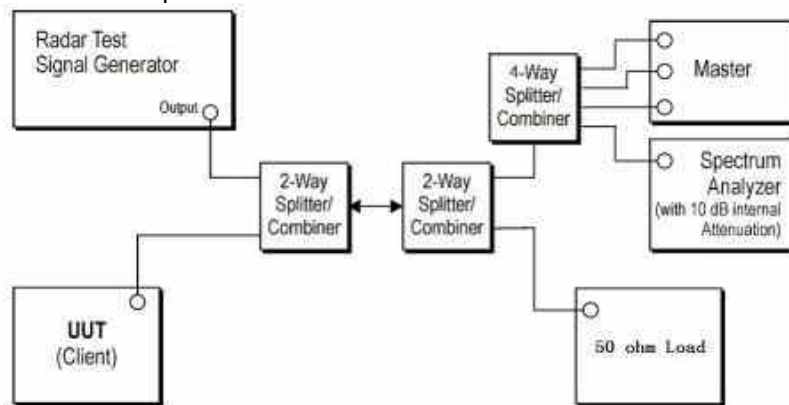 Radar Test
Signal Generator
Output
4-Way
Splitter/
Combiner
Master
Spectrum
Analyzer
(with 10 dB internal
Attenuation)
2-Way
Splitter/
Combiner
2-Way
Splitter/
Combiner
UUT
(Client)
50 ohm Load